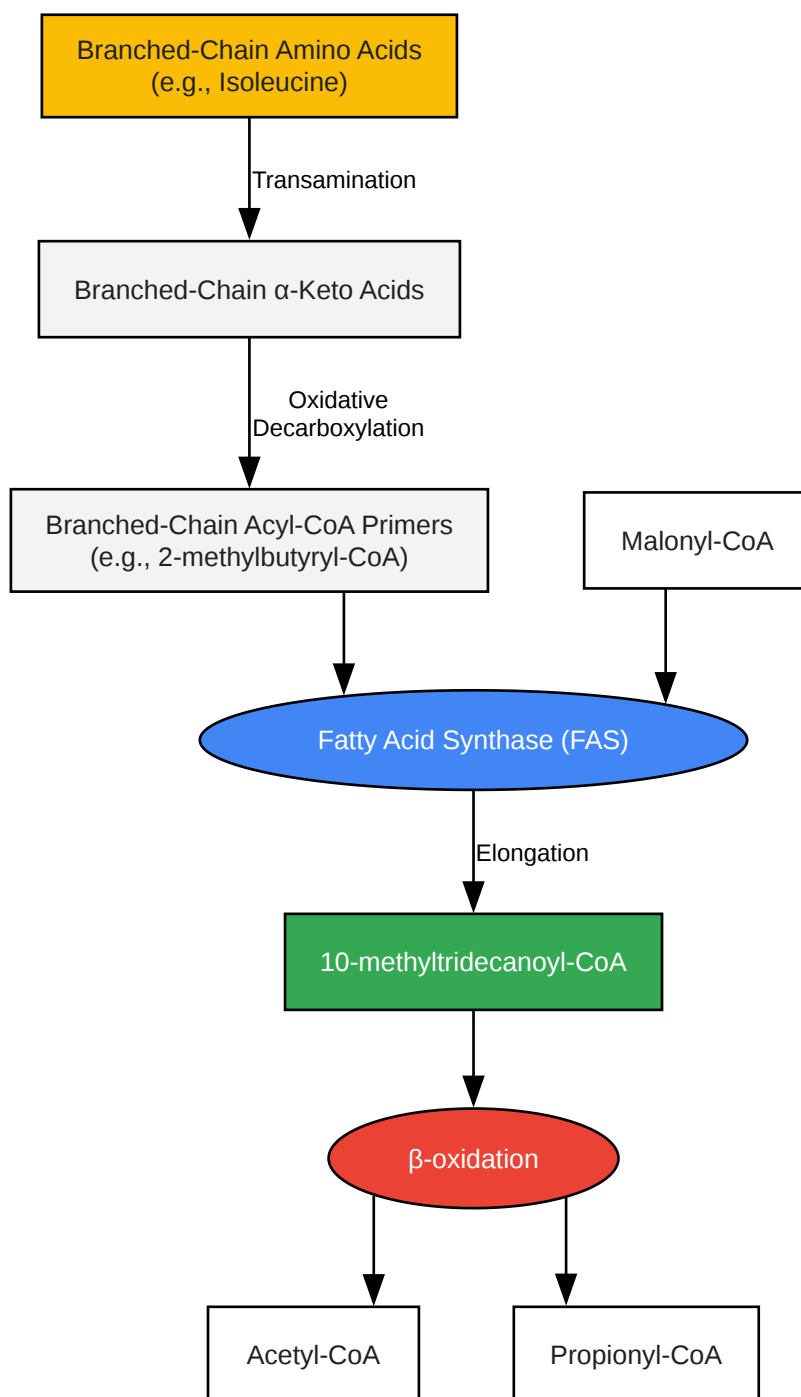 Branched-Chain Amino Acids
(e.g., Isoleucine)
Transamination
Branched-Chain α-Keto Acids
Oxidative
Decarboxylation
Branched-Chain Acyl-CoA Primers
(e.g., 2-methylbutyryl-CoA)
Malonyl-CoA
Fatty Acid Synthase (FAS)
Elongation
10-methyltridecanoyl-CoA
β-oxidation
Acetyl-CoA
Propionyl-CoA